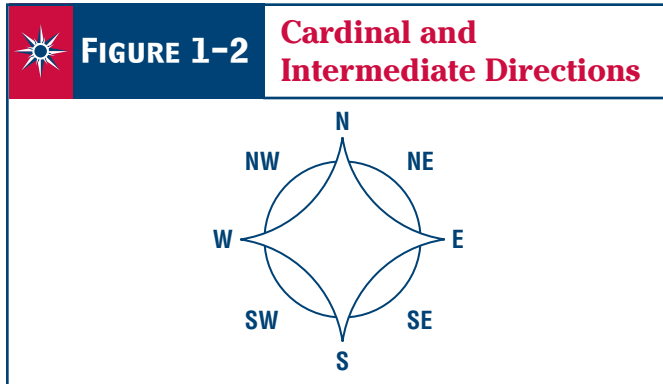 FIGURE 1–2
Cardinal and
Intermediate Directions
N
NW NE
W E
SW SE
S